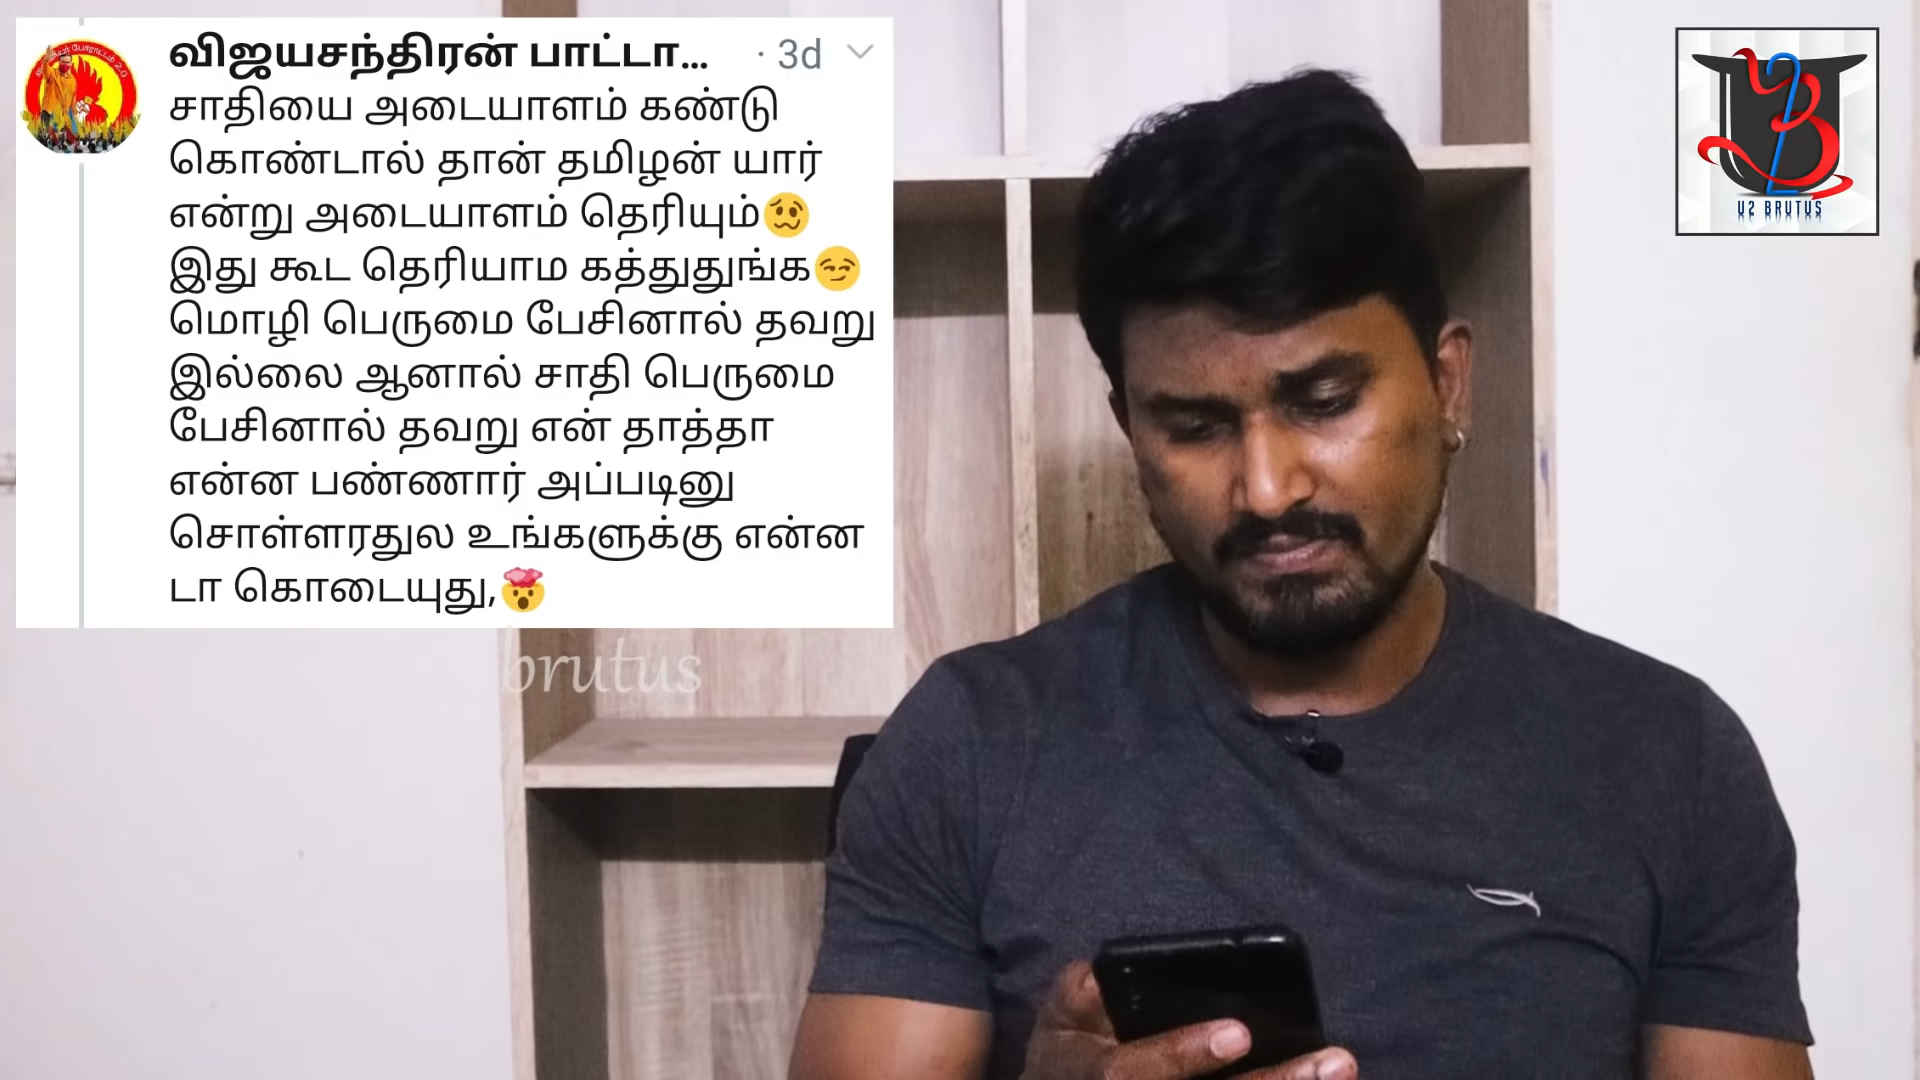 விஜயசந்திரன் பாட்டா... · 3d
சாதியை அடையாளம் கண்டு
கொண்டால் தான் தமிழன் யார்
என்று அடையாளம் தெரியும்🥴
இது கூட தெரியாம கத்துதுங்க😏
மொழி பெருமை பேசினால் தவறு
இல்லை ஆனால் சாதி பெருமை
பேசினால் தவறு என் தாத்தா
என்ன பண்ணார் அப்படினு
சொள்ளரதுல உங்களுக்கு என்ன
டா கொடையுது,🤯
U2 BRUTUS
brutus